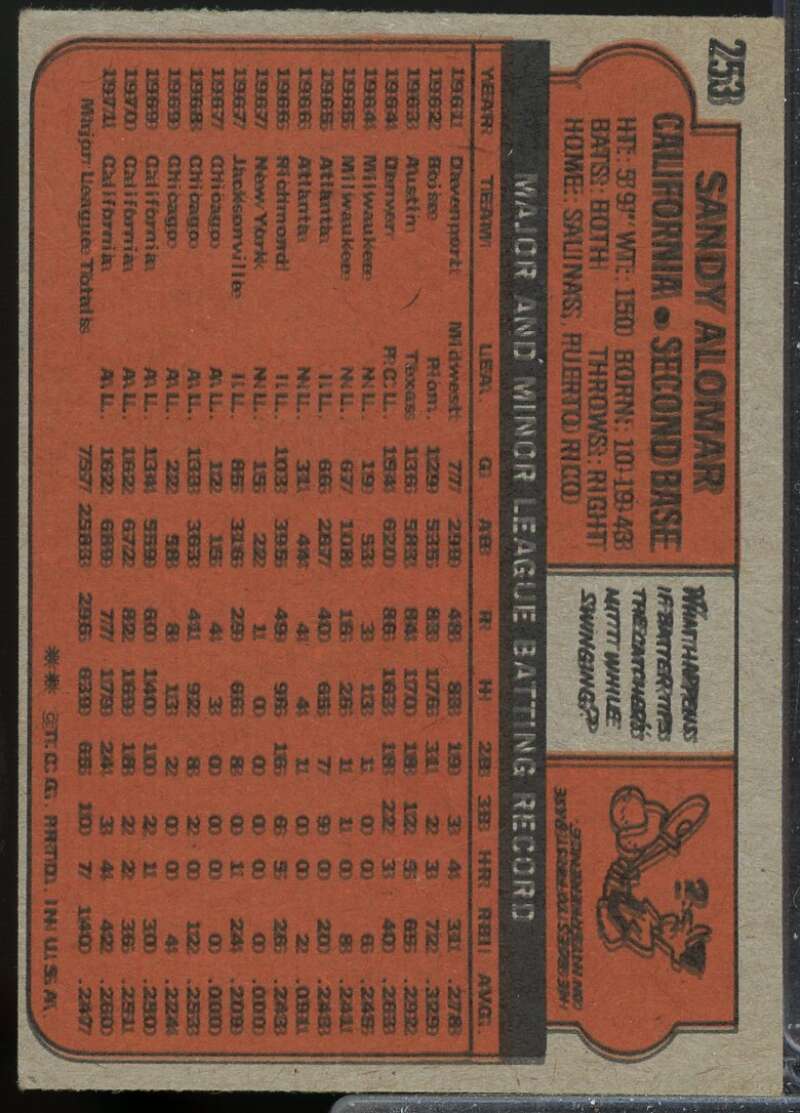 253
SANDY ALOMAR
CALIFORNIA • SECOND BASE
HT: 5'9" WT: 150 BORN: 10-19-43
BATS: BOTH THROWS: RIGHT
HOME: SALINAS, PUERTO RICO
WHAT HAPPENS
IF BATTER TIPS
THE CATCHER'S
MITT WHILE
SWINGING?
?
HE GOES TO FIRST BASE
ON INTERFERENCE.
MAJOR AND MINOR LEAGUE BATTING RECORD
YEAR TEAM LEA. G AB R H 2B 3B HR RBI AVG.
1961 Davenport Midwest 77 299 48 83 19 3 4 31 .278
1962 Boise Pion. 129 535 83 176 31 2 3 72 .329
1963 Austin Texas 136 583 84 170 18 12 5 65 .292
1964 Denver P.C.L. 154 620 86 163 18 22 3 40 .263
1964 Milwaukee N.L. 19 53 3 13 1 0 0 6 .245
1965 Milwaukee N.L. 67 108 16 26 1 1 0 8 .241
1965 Atlanta I.L. 66 267 40 65 7 9 0 20 .243
1966 Atlanta N.L. 31 44 4 4 1 0 0 2 .091
1966 Richmond I.L. 103 395 49 96 16 6 5 26 .243
1967 New York N.L. 15 22 1 0 0 0 0 0 .000
1967 Jacksonville I.L. 85 316 29 66 8 0 1 24 .209
1967 Chicago A.L. 12 15 4 3 0 0 0 0
1968 Chicago A.L. 133 363 41 92 8 2 0 12 .253
1969 Chicago A.L. 22 58 8 13 2 0 0 4 .224
1969 California A.L. 134 559 60 140 10 2 1 30 .250
1970 California A.L. 162 672 82 169 18 2 2 36 .251
1971 California A.L. 162 689 77 179 24 3 4 42 .260
Major League Totals 757 2583 296 639 65 10 7 140 .247
** © T.C.G. PRTD. IN U.S.A.